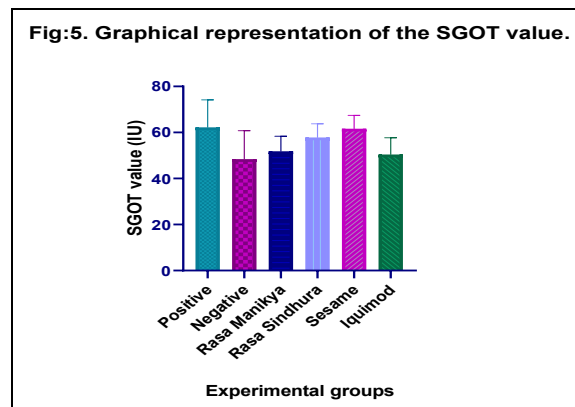 Fig:5. Graphical representation of the SGOT value.
80
60
40
20
0
SGOT value (IU)
Positive
Negative
Rasa Manikya
Rasa Sindhura
Sesame
Iquimod
Experimental groups